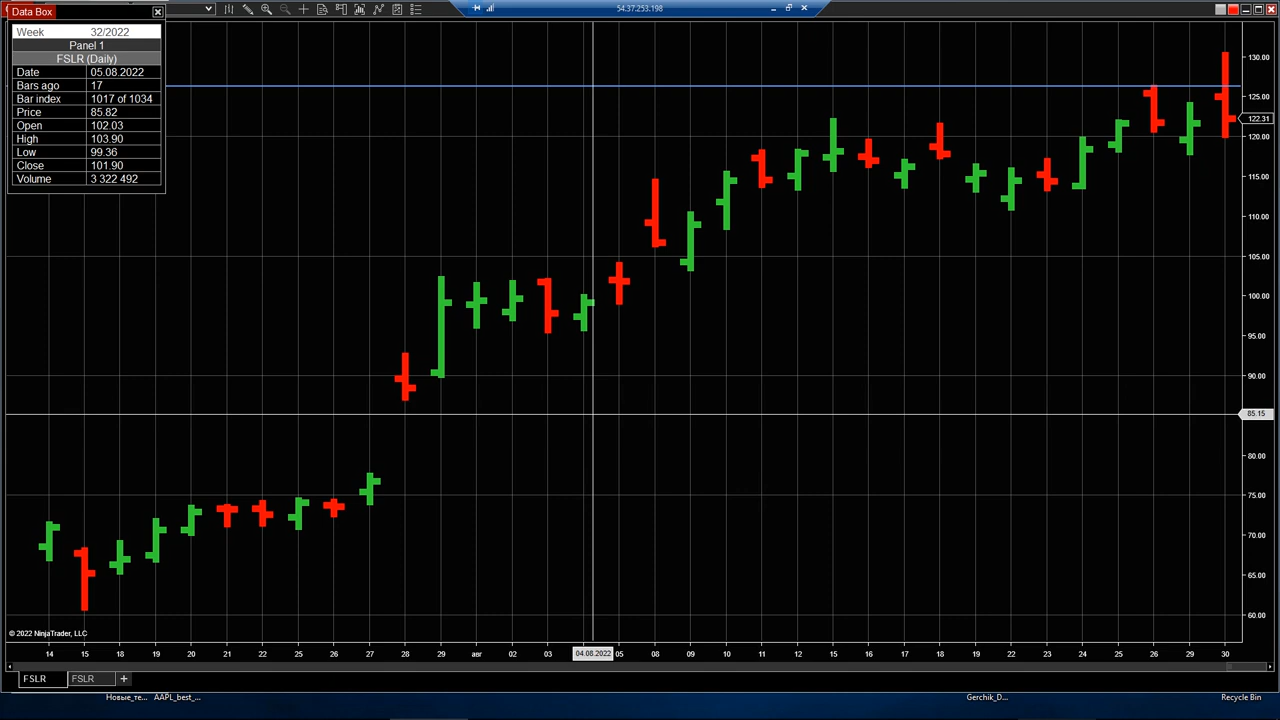 Data Box
54.37.253.198
Week 32/2022
Panel 1
FSLR (Daily)
Date 05.08.2022
Bars ago 17
Bar index 1017 of 1034
Price 85.82
Open 102.03
High 103.90
Low 99.36
Close 101.90
Volume 3 322 492
130.00
125.00
122.31
120.00
115.00
110.00
105.00
100.00
95.00
90.00
85.15
80.00
75.00
70.00
65.00
60.00
© 2022 NinjaTrader, LLC
14 15 18 19 20 21 22 25 26 27 28 29 авг 02 03 04.08.2022 05 08 09 10 11 12 15 16 17 18 19 22 23 24 25 26 29 30
FSLR FSLR +
Новые_те... AAPL_best_... Gerchik_D... Recycle Bin